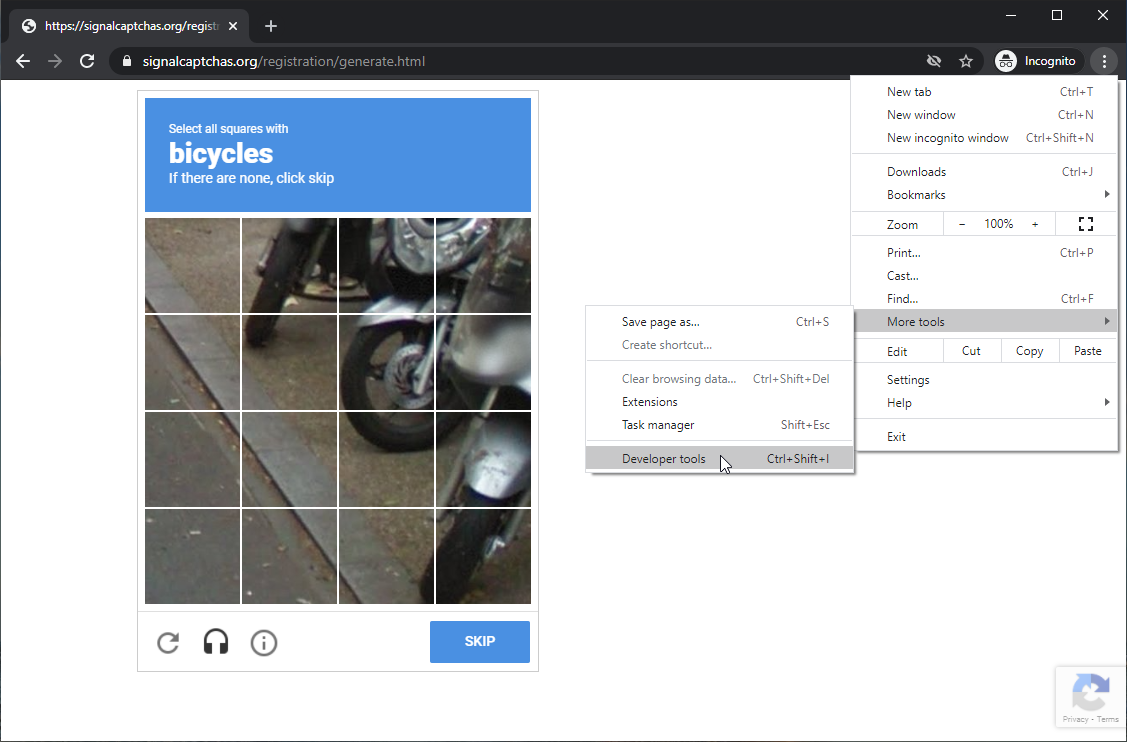 https://signalcaptchas.org/regist
signalcaptchas.org/registration/generate.html
Incognito
Select all squares with
bicycles
If there are none, click skip
SKIP
New tab Ctrl+T
New window Ctrl+N
New incognito window Ctrl+Shift+N
Downloads Ctrl+J
Bookmarks
Zoom − 100% +
Print... Ctrl+P
Cast...
Find... Ctrl+F
More tools
Edit Cut Copy Paste
Settings
Help
Exit
Save page as... Ctrl+S
Create shortcut...
Clear browsing data... Ctrl+Shift+Del
Extensions
Task manager Shift+Esc
Developer tools Ctrl+Shift+I
Privacy - Terms